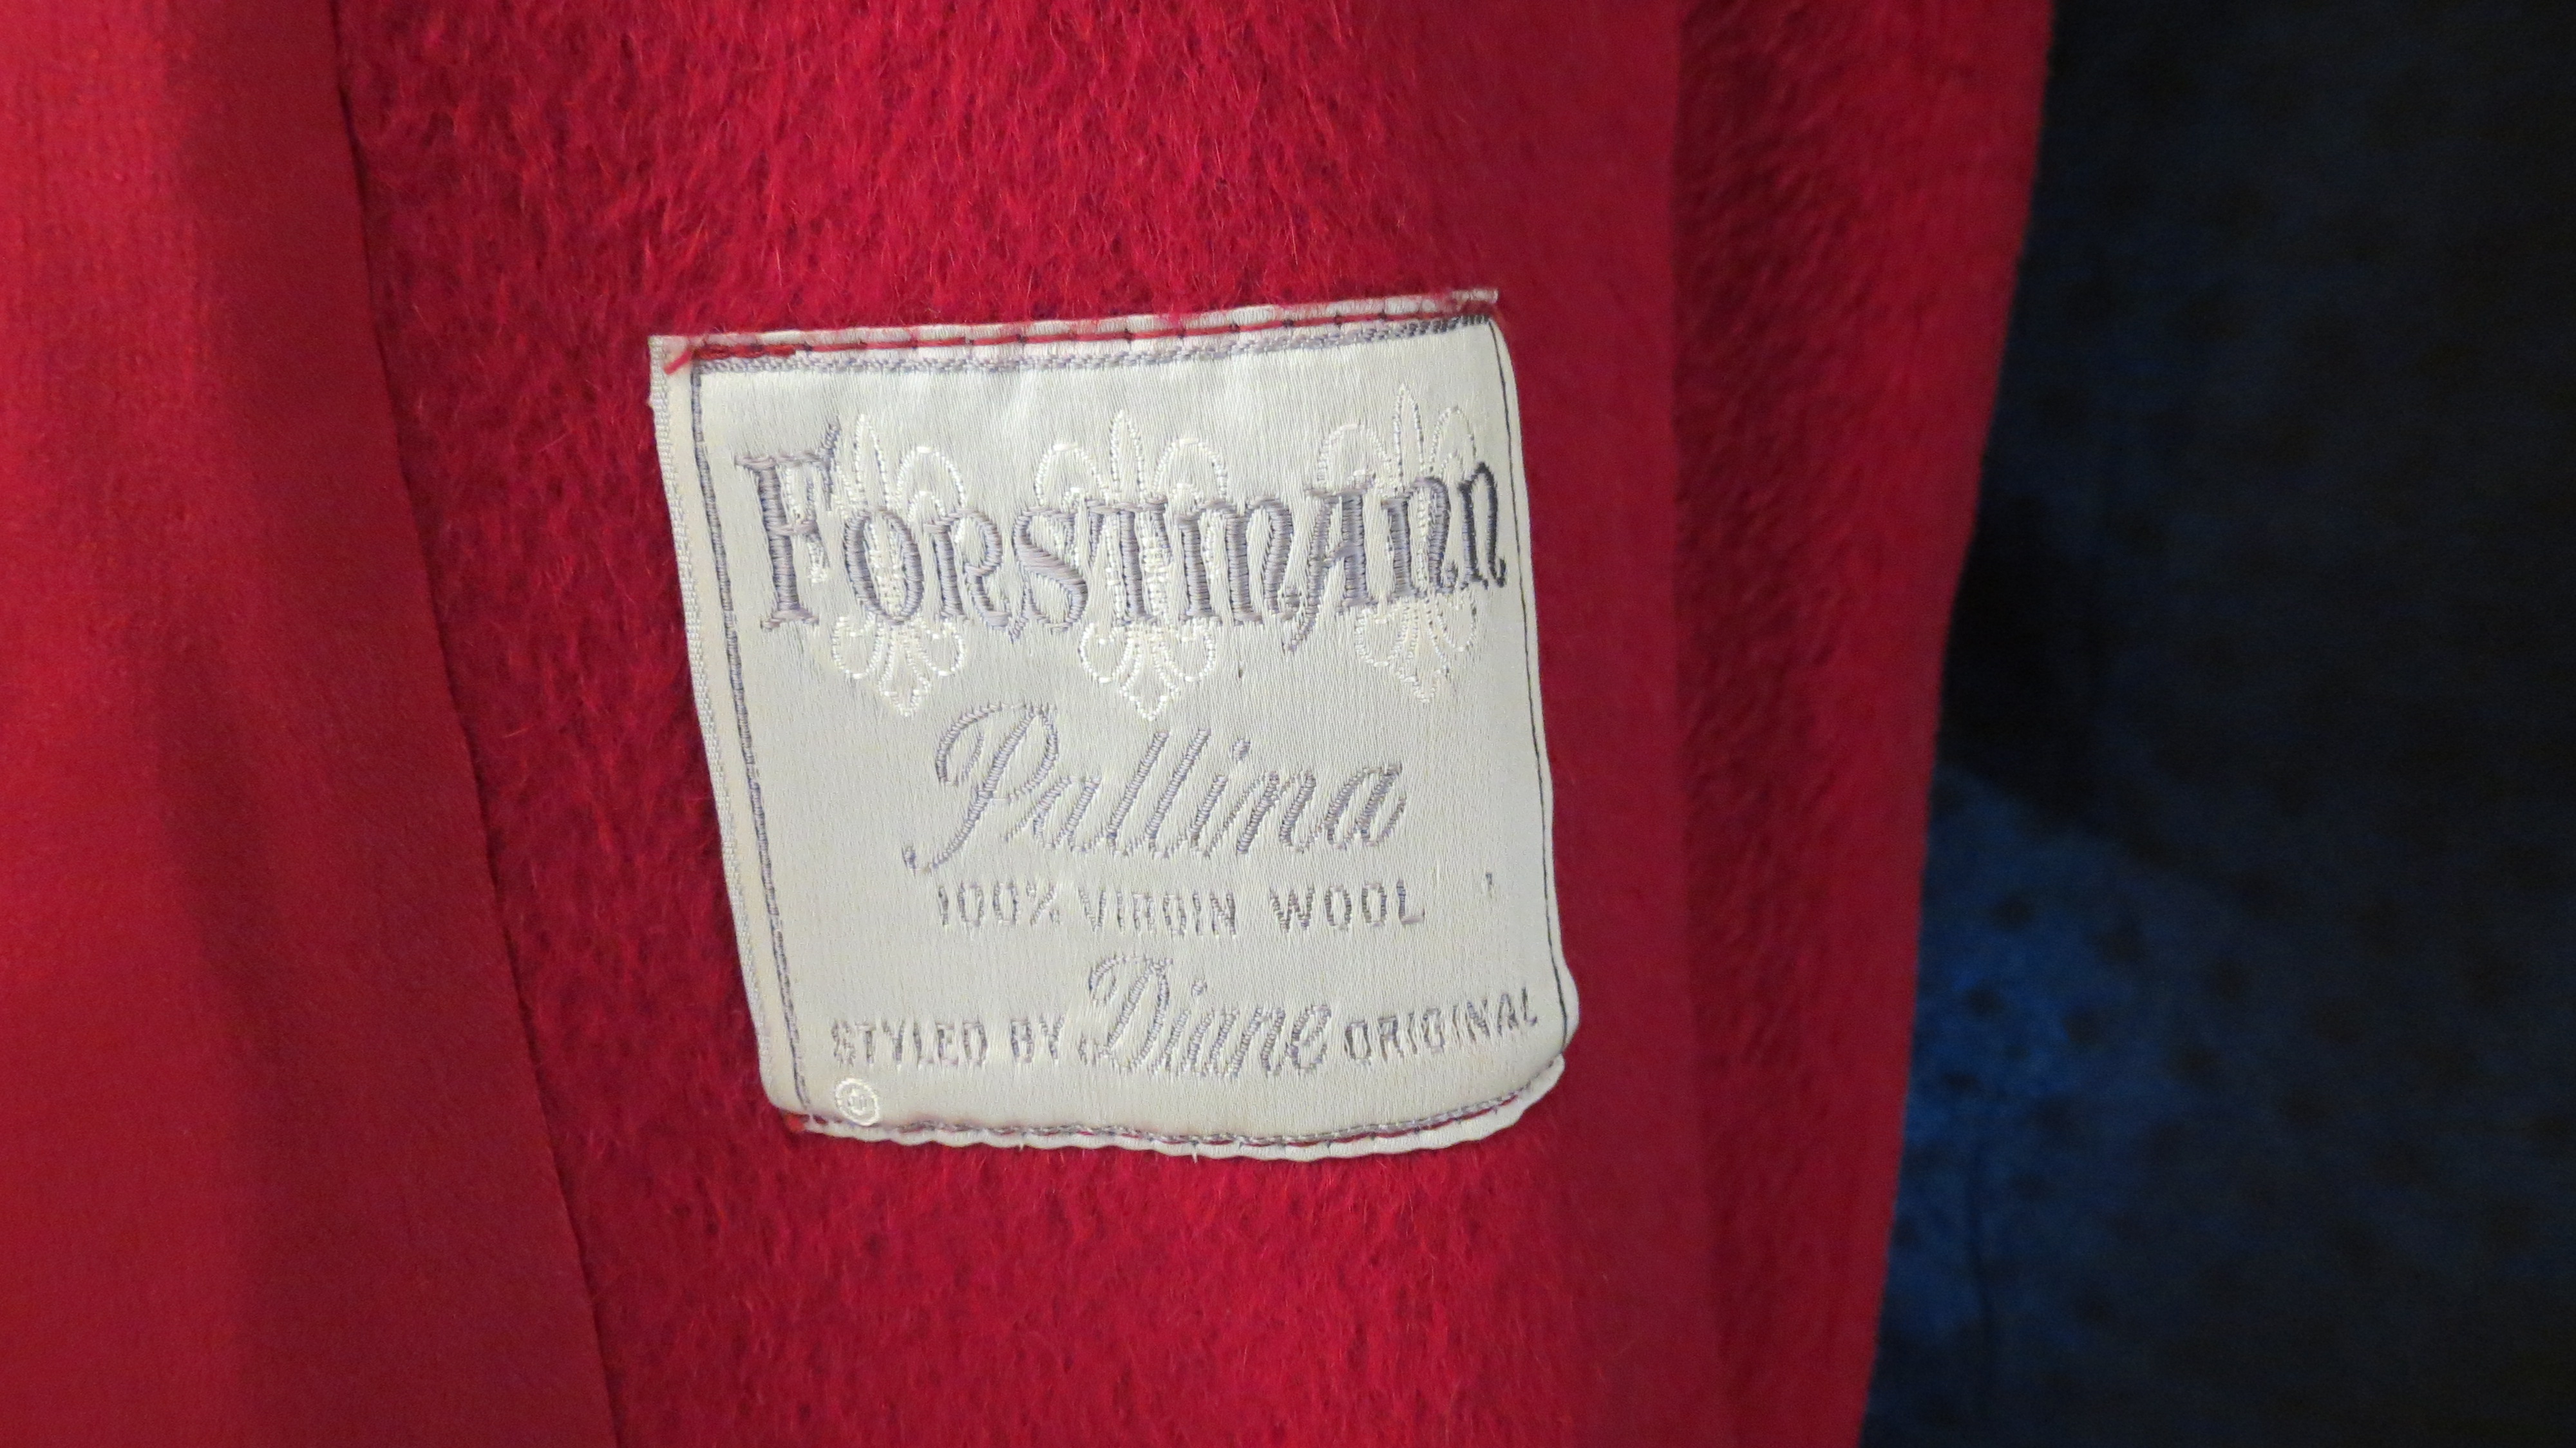 FORSTMANN
Pallina
100% VIRGIN WOOL
STYLED BY Diane ORIGINAL